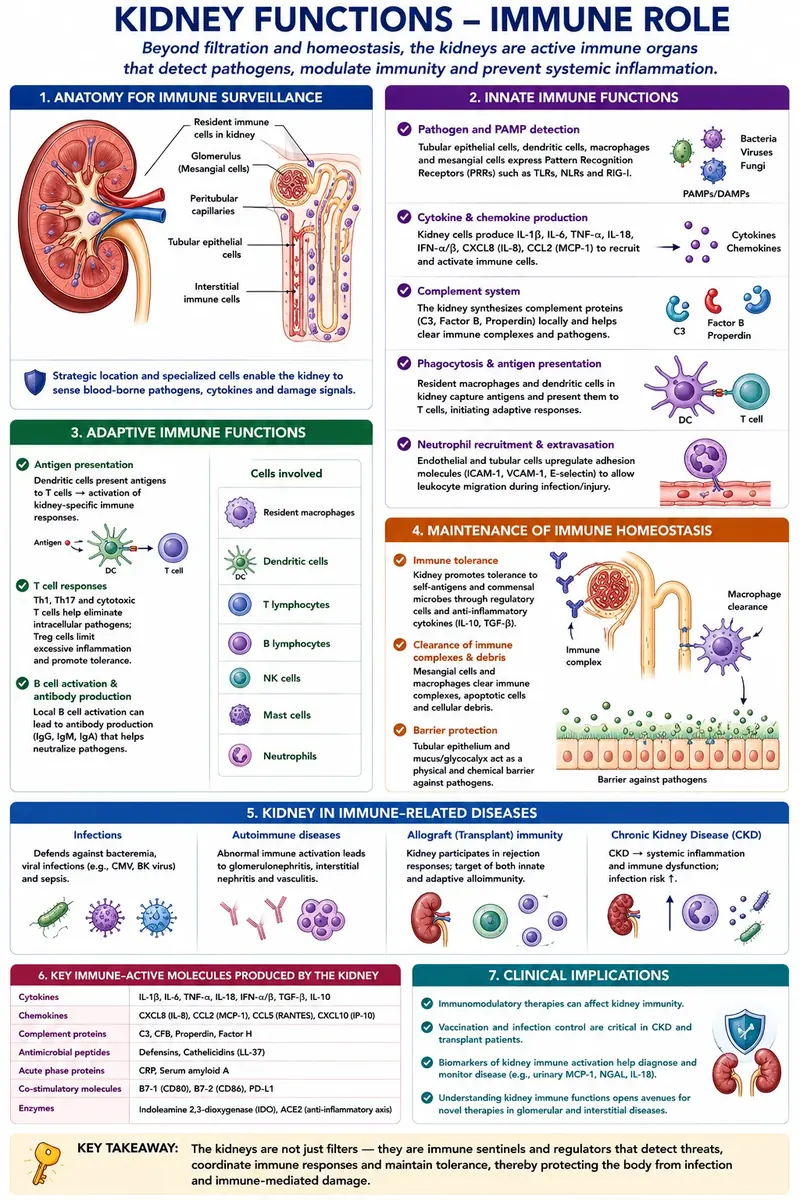 KIDNEY FUNCTIONS – IMMUNE ROLE
Beyond filtration and homeostasis, the kidneys are active immune organs
that detect pathogens, modulate immunity and prevent systemic inflammation.
1. ANATOMY FOR IMMUNE SURVEILLANCE
Resident immune
cells in kidney
Glomerulus
(Mesangial cells)
Peritubular
capillaries
Tubular epithelial
cells
Interstitial
immune cells
Strategic location and specialized cells enable the kidney to
sense blood-borne pathogens, cytokines and damage signals.
2. INNATE IMMUNE FUNCTIONS
Pathogen and PAMP detection
Tubular epithelial cells, dendritic cells, macrophages
and mesangial cells express Pattern Recognition
Receptors (PRRs) such as TLRs, NLRs and RIG-I.
Bacteria
Viruses
Fungi
PAMPs/DAMPs
Cytokine & chemokine production
Kidney cells produce IL-1β, IL-6, TNF-α, IL-18,
IFN-α/β, CXCL8 (IL-8), CCL2 (MCP-1) to recruit
and activate immune cells.
Cytokines
Chemokines
Complement system
The kidney synthesizes complement proteins
(C3, Factor B, Properdin) locally and helps
clear immune complexes and pathogens.
C3
Factor B
Properdin
Phagocytosis & antigen presentation
Resident macrophages and dendritic cells in
kidney capture antigens and present them to
T cells, initiating adaptive responses.
DC
T cell
Neutrophil recruitment & extravasation
Endothelial and tubular cells upregulate adhesion
molecules (ICAM-1, VCAM-1, E-selectin) to allow
leukocyte migration during infection/injury.
3. ADAPTIVE IMMUNE FUNCTIONS
Antigen presentation
Dendritic cells present antigens
to T cells → activation of
kidney-specific immune
responses.
Antigen
DC
T cell
T cell responses
Th1, Th17 and cytotoxic
T cells help eliminate
intracellular pathogens;
Treg cells limit
excessive inflammation
and promote tolerance.
B cell activation &
antibody production
Local B cell activation can
lead to antibody production
(IgG, IgM, IgA) that helps
neutralize pathogens.
Cells involved
Resident macrophages
DC
Dendritic cells
T lymphocytes
B lymphocytes
NK cells
Mast cells
Neutrophils
4. MAINTENANCE OF IMMUNE HOMEOSTASIS
Immune tolerance
Kidney promotes tolerance to
self-antigens and commensal
microbes through regulatory
cells and anti-inflammatory
cytokines (IL-10, TGF-β).
Clearance of immune
complexes & debris
Mesangial cells and
macrophages clear immune
complexes, apoptotic cells
and cellular debris.
Barrier protection
Tubular epithelium and
mucus/glycocalyx act as a
physical and chemical barrier
against pathogens.
Immune
complex
Macrophage
clearance
Barrier against pathogens
5. KIDNEY IN IMMUNE-RELATED DISEASES
Infections
Defends against bacteremia,
viral infections (e.g., CMV, BK virus)
and sepsis.
Autoimmune diseases
Abnormal immune activation leads
to glomerulonephritis, interstitial
nephritis and vasculitis.
Allograft (Transplant) immunity
Kidney participates in rejection
responses; target of both innate
and adaptive alloimmunity.
Chronic Kidney Disease (CKD)
CKD → systemic inflammation
and immune dysfunction;
infection risk ↑.
6. KEY IMMUNE-ACTIVE MOLECULES PRODUCED BY THE KIDNEY
Cytokines IL-1β, IL-6, TNF-α, IL-18, IFN-α/β, TGF-β, IL-10
Chemokines CXCL8 (IL-8), CCL2 (MCP-1), CCL5 (RANTES), CXCL10 (IP-10)
Complement proteins C3, CFB, Properdin, Factor H
Antimicrobial peptides Defensins, Cathelicidins (LL-37)
Acute phase proteins CRP, Serum amyloid A
Co-stimulatory molecules B7-1 (CD80), B7-2 (CD86), PD-L1
Enzymes Indoleamine 2,3-dioxygenase (IDO), ACE2 (anti-inflammatory axis)
7. CLINICAL IMPLICATIONS
Immunomodulatory therapies can affect kidney immunity.
Vaccination and infection control are critical in CKD and
transplant patients.
Biomarkers of kidney immune activation help diagnose and
monitor disease (e.g., urinary MCP-1, NGAL, IL-18).
Understanding kidney immune functions opens avenues for
novel therapies in glomerular and interstitial diseases.
KEY TAKEAWAY: The kidneys are not just filters — they are immune sentinels and regulators that detect threats,
coordinate immune responses and maintain tolerance, thereby protecting the body from infection
and immune-mediated damage.